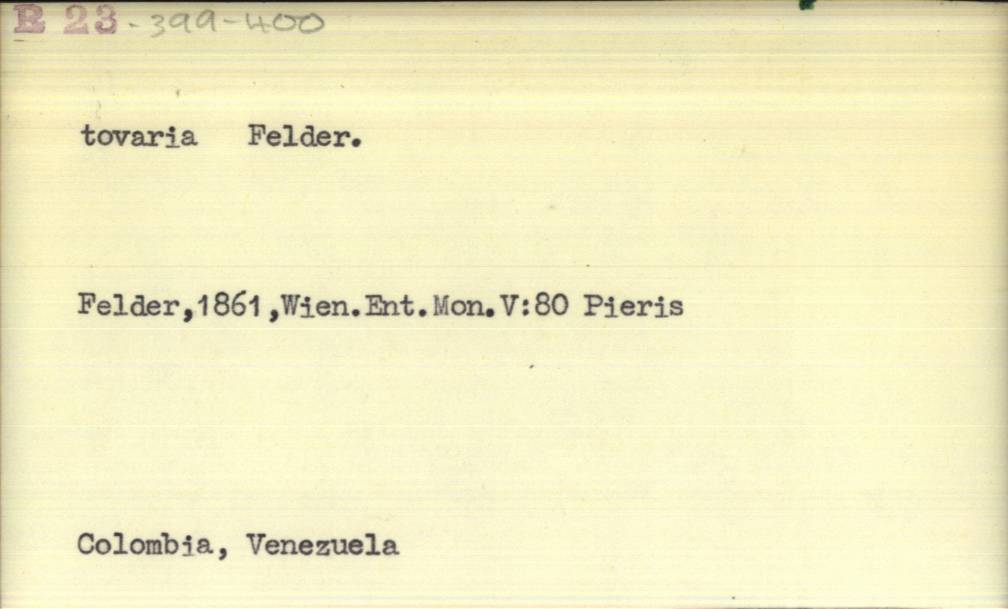 B 23-399-400
tovaria Felder.
Felder,1861,Wien.Ent.Mon.V:80 Pieris
Colombia, Venezuela